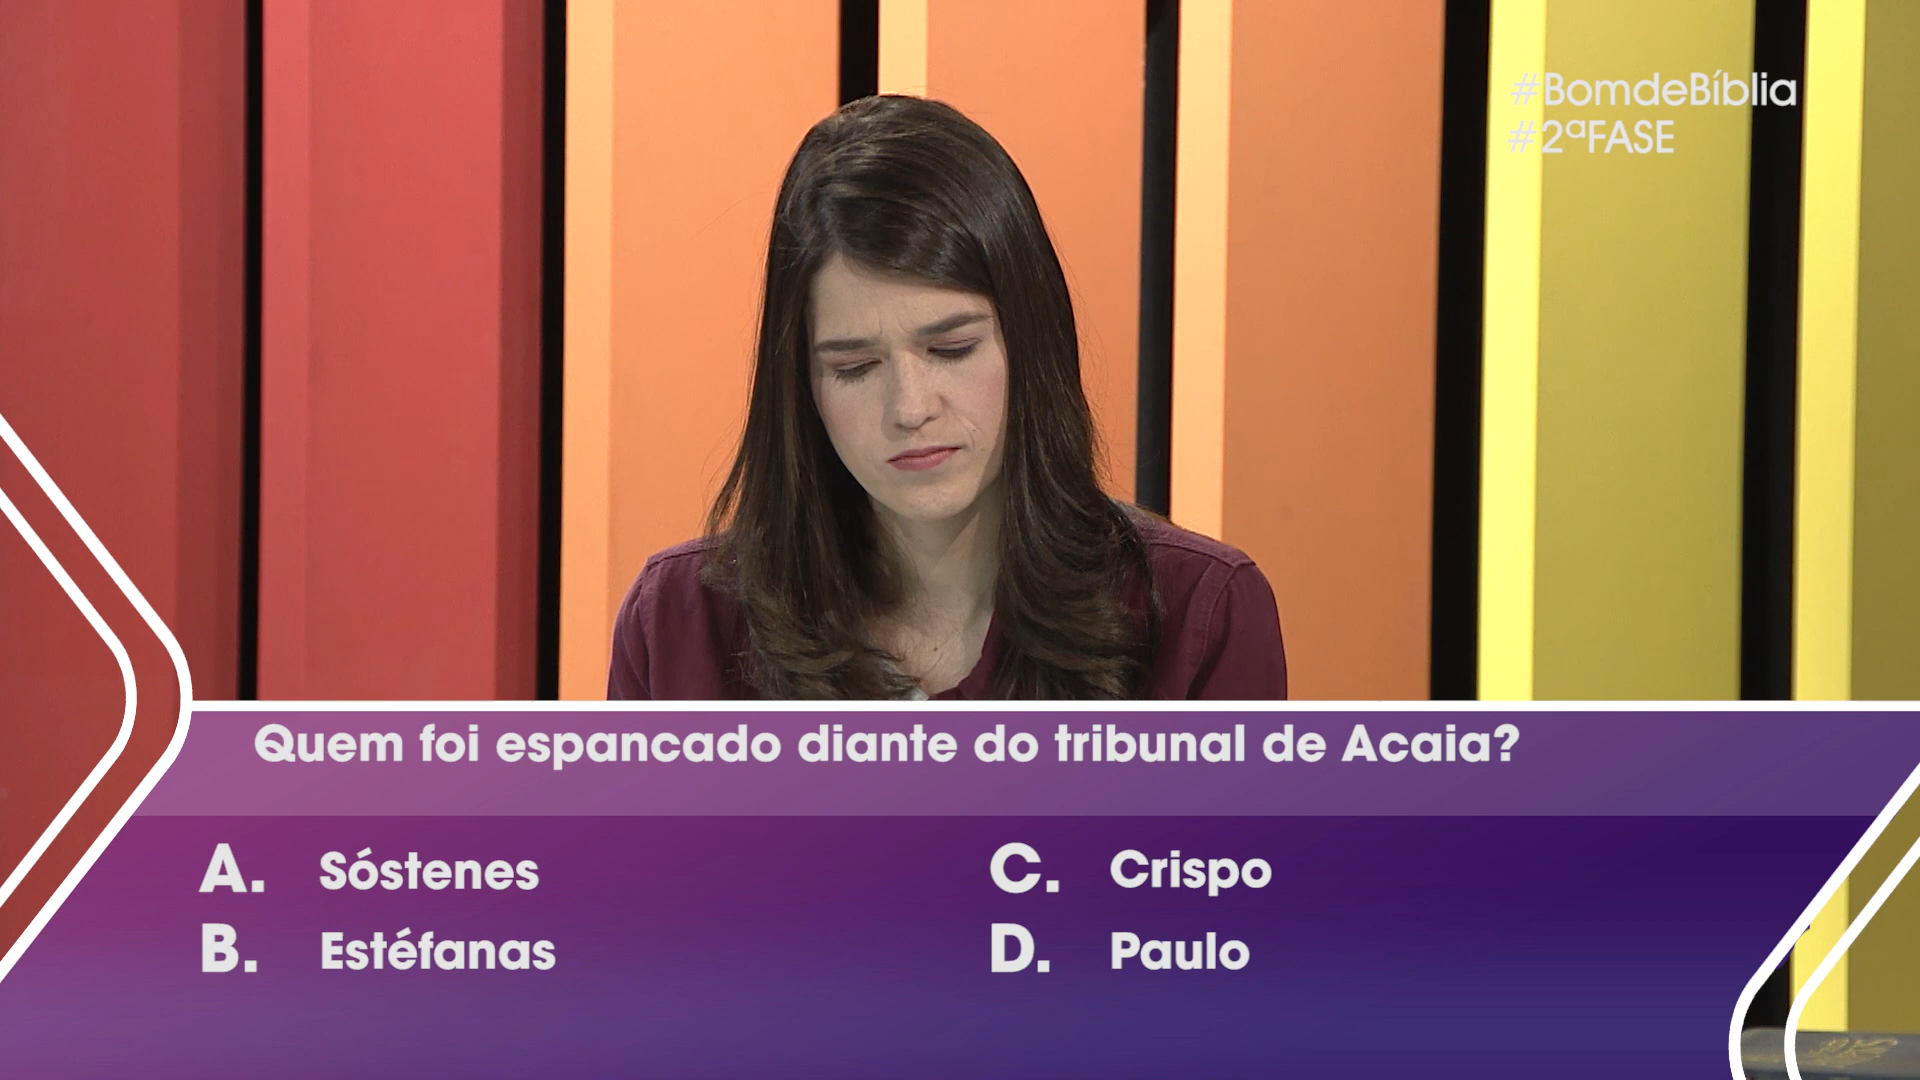 #BomdeBíblia
#2ªFASE
Quem foi espancado diante do tribunal de Acaia?
A. Sóstenes
B. Estéfanas
C. Crispo
D. Paulo